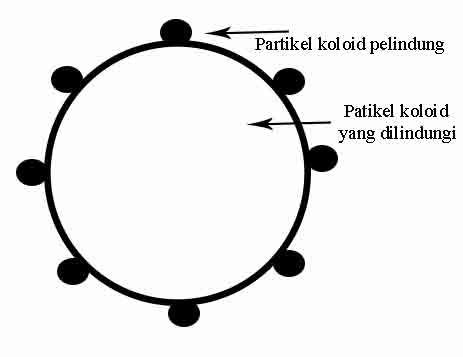 Partikel koloid pelindung
Patikel koloid
yang dilindungi